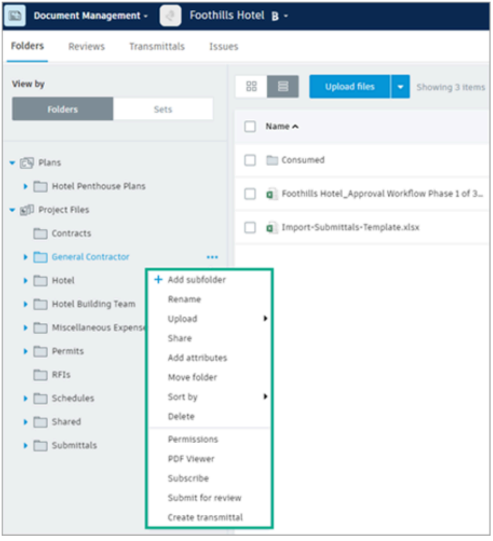 Document Management
Foothills Hotel B
Folders Reviews Transmittals Issues
View by
Folders Sets
Upload files Showing 3 items
Name
Plans
Hotel Penthouse Plans
Project Files
Contracts
General Contractor ...
Hotel
Hotel Building Team
Miscellaneous Expense
Permits
RFIs
Schedules
Shared
Submittals
Consumed
Foothills Hotel_Approval Workflow Phase 1 of 3...
Import-Submittals-Template.xlsx
+ Add subfolder
Rename
Upload
Share
Add attributes
Move folder
Sort by
Delete
Permissions
PDF Viewer
Subscribe
Submit for review
Create transmittal